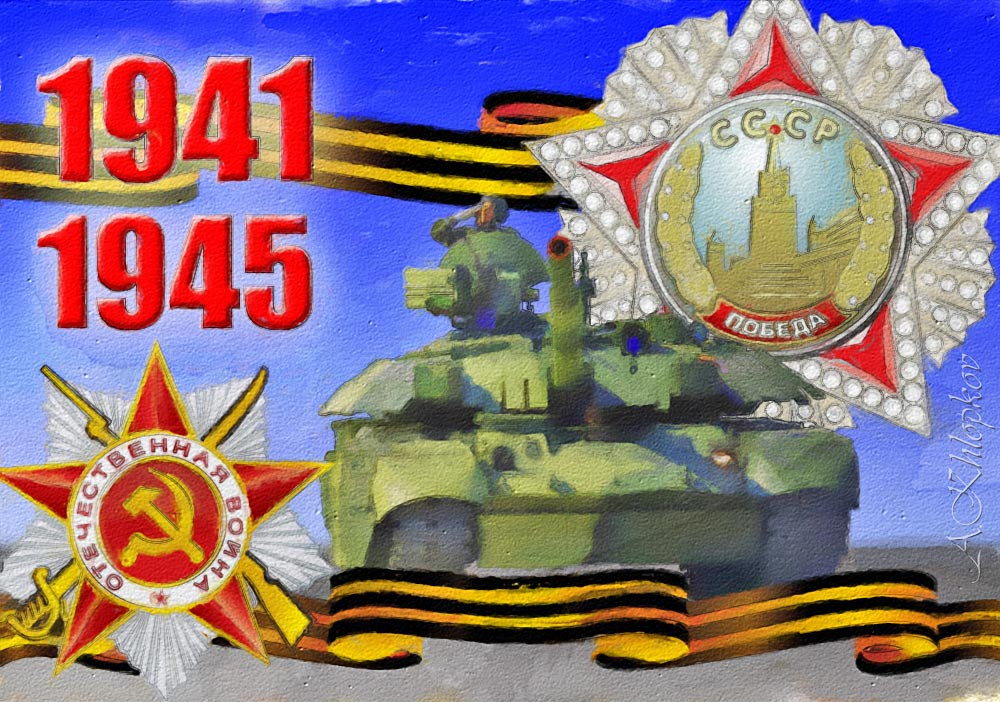 1941
1945
СССР
ПОБЕДА
ОТЕЧЕСТВЕННАЯ ВОЙНА
A.Khlopkov